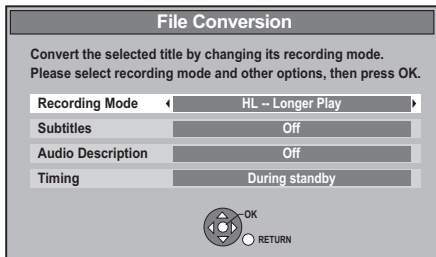 File Conversion
Convert the selected title by changing its recording mode.
Please select recording mode and other options, then press OK.
Recording Mode HL -- Longer Play
Subtitles Off
Audio Description Off
Timing During standby
OK
RETURN